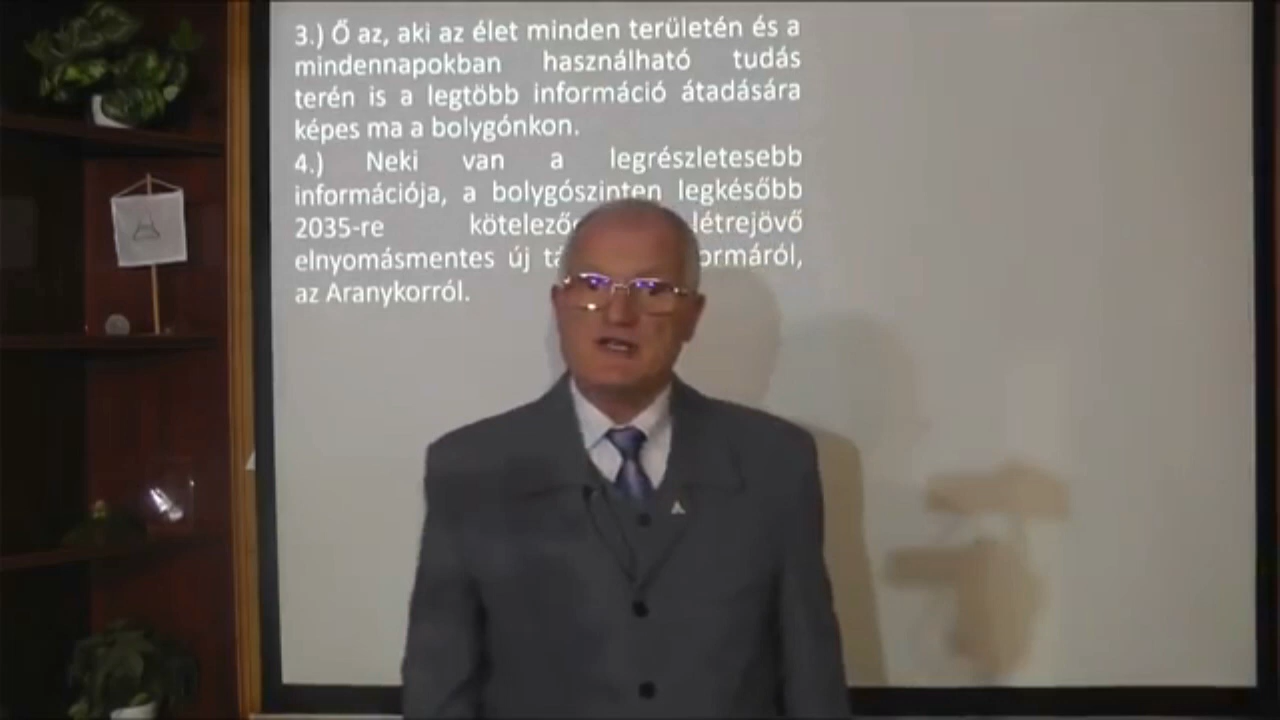 3.) Ő az, aki az élet minden területén és a
mindennapokban használható tudás
terén is a legtöbb információ átadására
képes ma a bolygónkon.
4.) Neki van a legrészletesebb
információja, a bolygószinten legkésőbb
2035-re létrejövő
elnyomásmentes új
az Aranykorról.